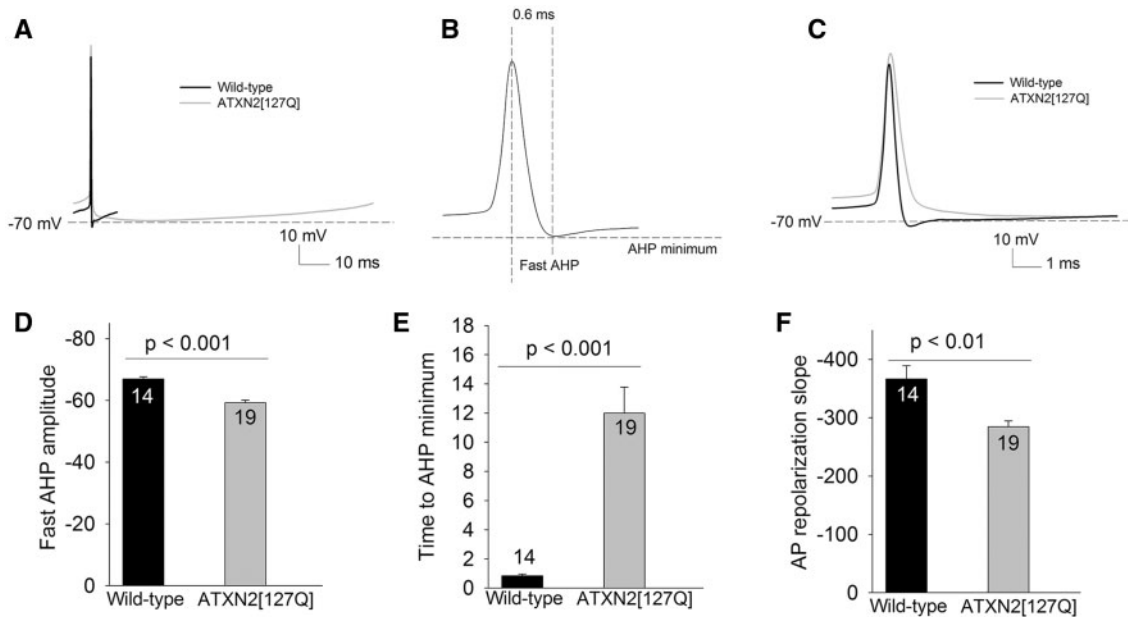 A
Wild-type
ATXN2[127Q]
-70 mV
10 mV
10 ms
B
0.6 ms
AHP minimum
Fast AHP
C
Wild-type
ATXN2[127Q]
-70 mV
10 mV
1 ms
D
Fast AHP amplitude
-80
-60
-40
-20
0
p < 0.001
14
19
Wild-type
ATXN2[127Q]
E
Time to AHP minimum
18
16
14
12
10
8
6
4
2
0
p < 0.001
14
19
Wild-type
ATXN2[127Q]
F
AP repolarization slope
-400
-300
-200
-100
0
p < 0.01
14
19
Wild-type
ATXN2[127Q]